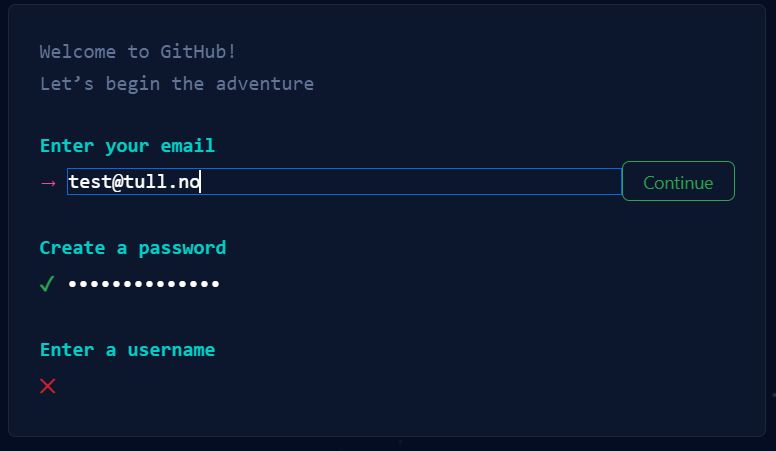 Welcome to GitHub!
Let’s begin the adventure
Enter your email
→ test@tull.no Continue
Create a password
✓ ••••••••••••••
Enter a username
✕